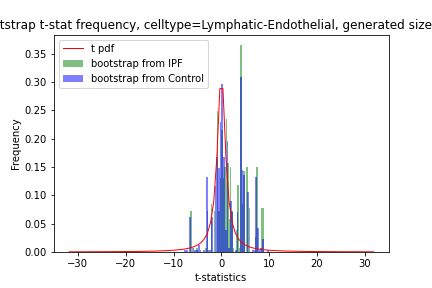 tstrap t-stat frequency, celltype=Lymphatic-Endothelial, generated size
t pdf
bootstrap from IPF
bootstrap from Control
Frequency
0.35
0.30
0.25
0.20
0.15
0.10
0.05
0.00
−30
−20
−10
0
10
20
30
t-statistics